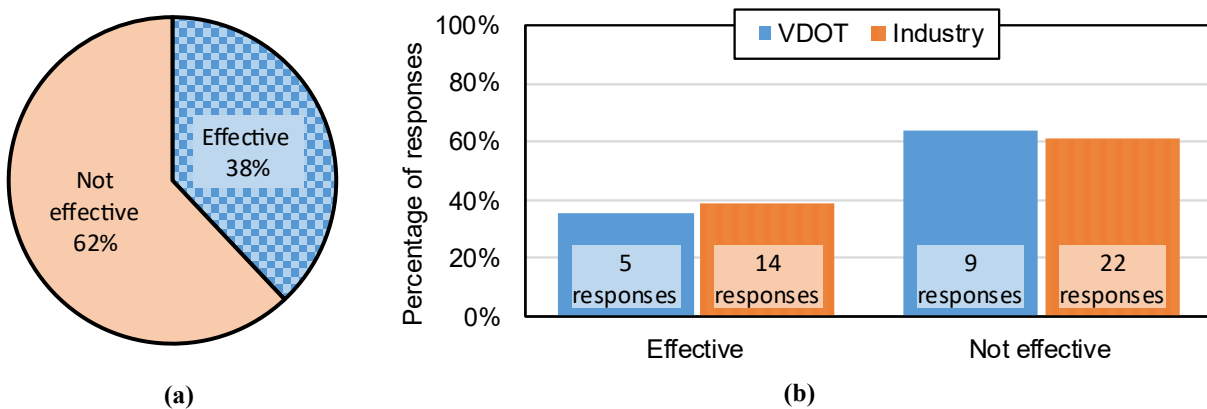 Effective
38%
Not
effective
62%
(a)
Percentage of responses
100%
80%
60%
40%
20%
0%
VDOT
Industry
5
responses
14
responses
9
responses
22
responses
Effective
Not effective
(b)